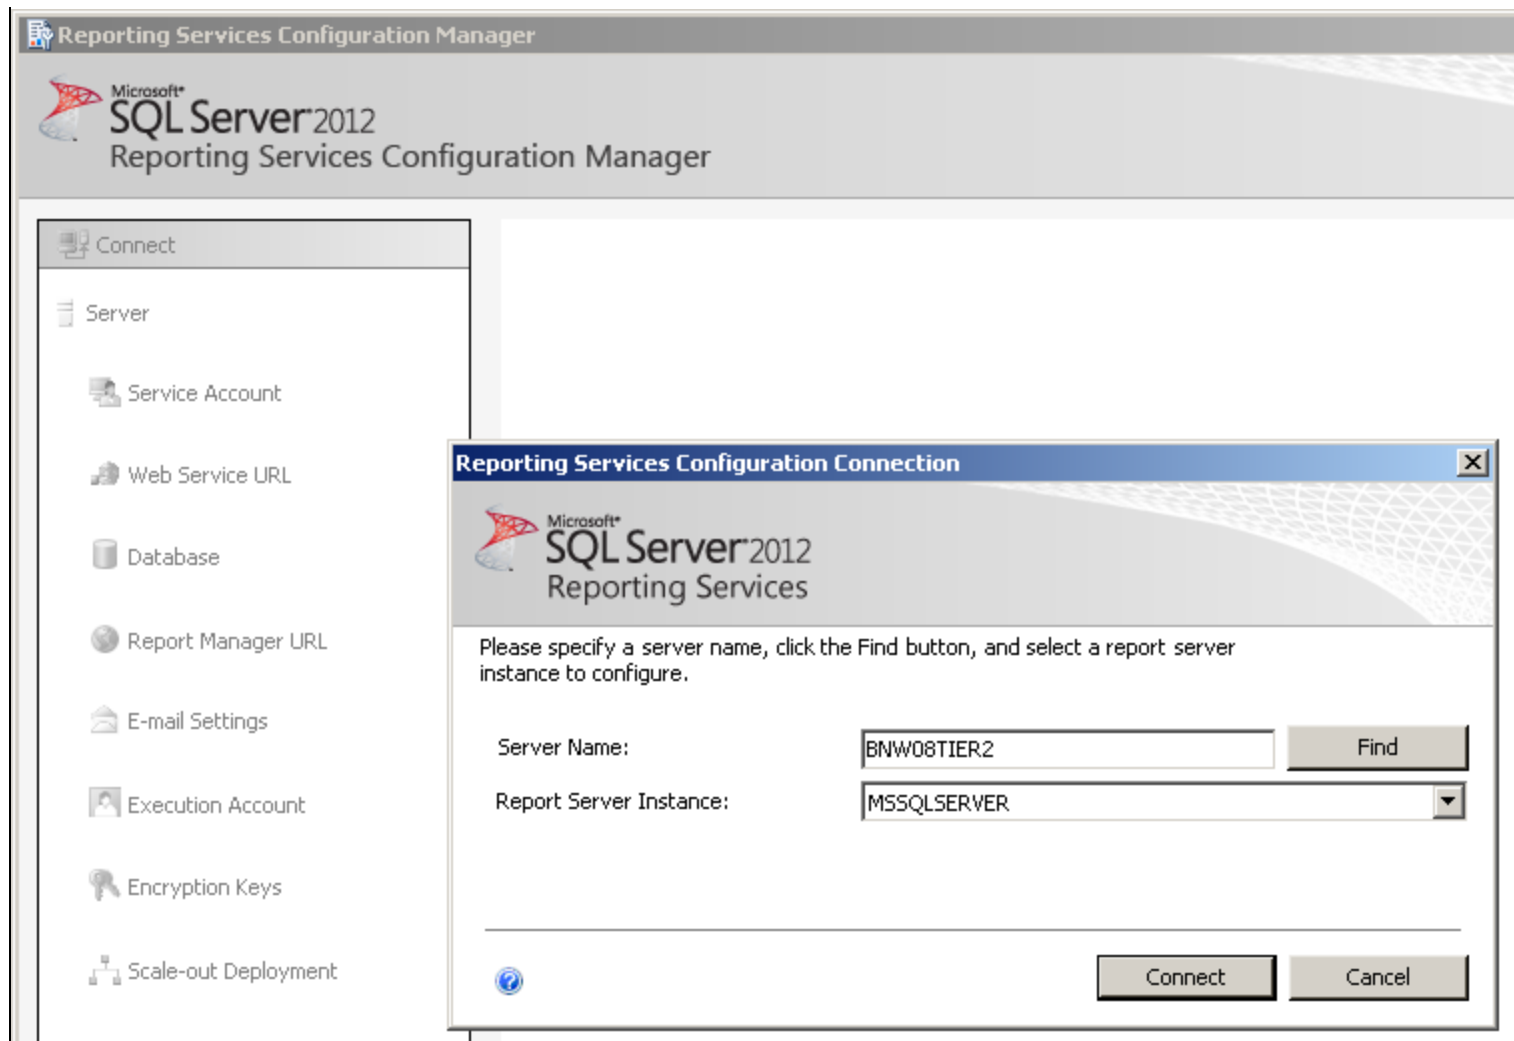 Reporting Services Configuration Manager
Microsoft®
SQL Server® 2012
Reporting Services Configuration Manager
Connect
Server
Service Account
Web Service URL
Database
Report Manager URL
E-mail Settings
Execution Account
Encryption Keys
Scale-out Deployment
Reporting Services Configuration Connection
Microsoft®
SQL Server® 2012
Reporting Services
Please specify a server name, click the Find button, and select a report server
instance to configure.
Server Name:
BNW08TIER2
Find
Report Server Instance:
MSSQLSERVER
Connect
Cancel